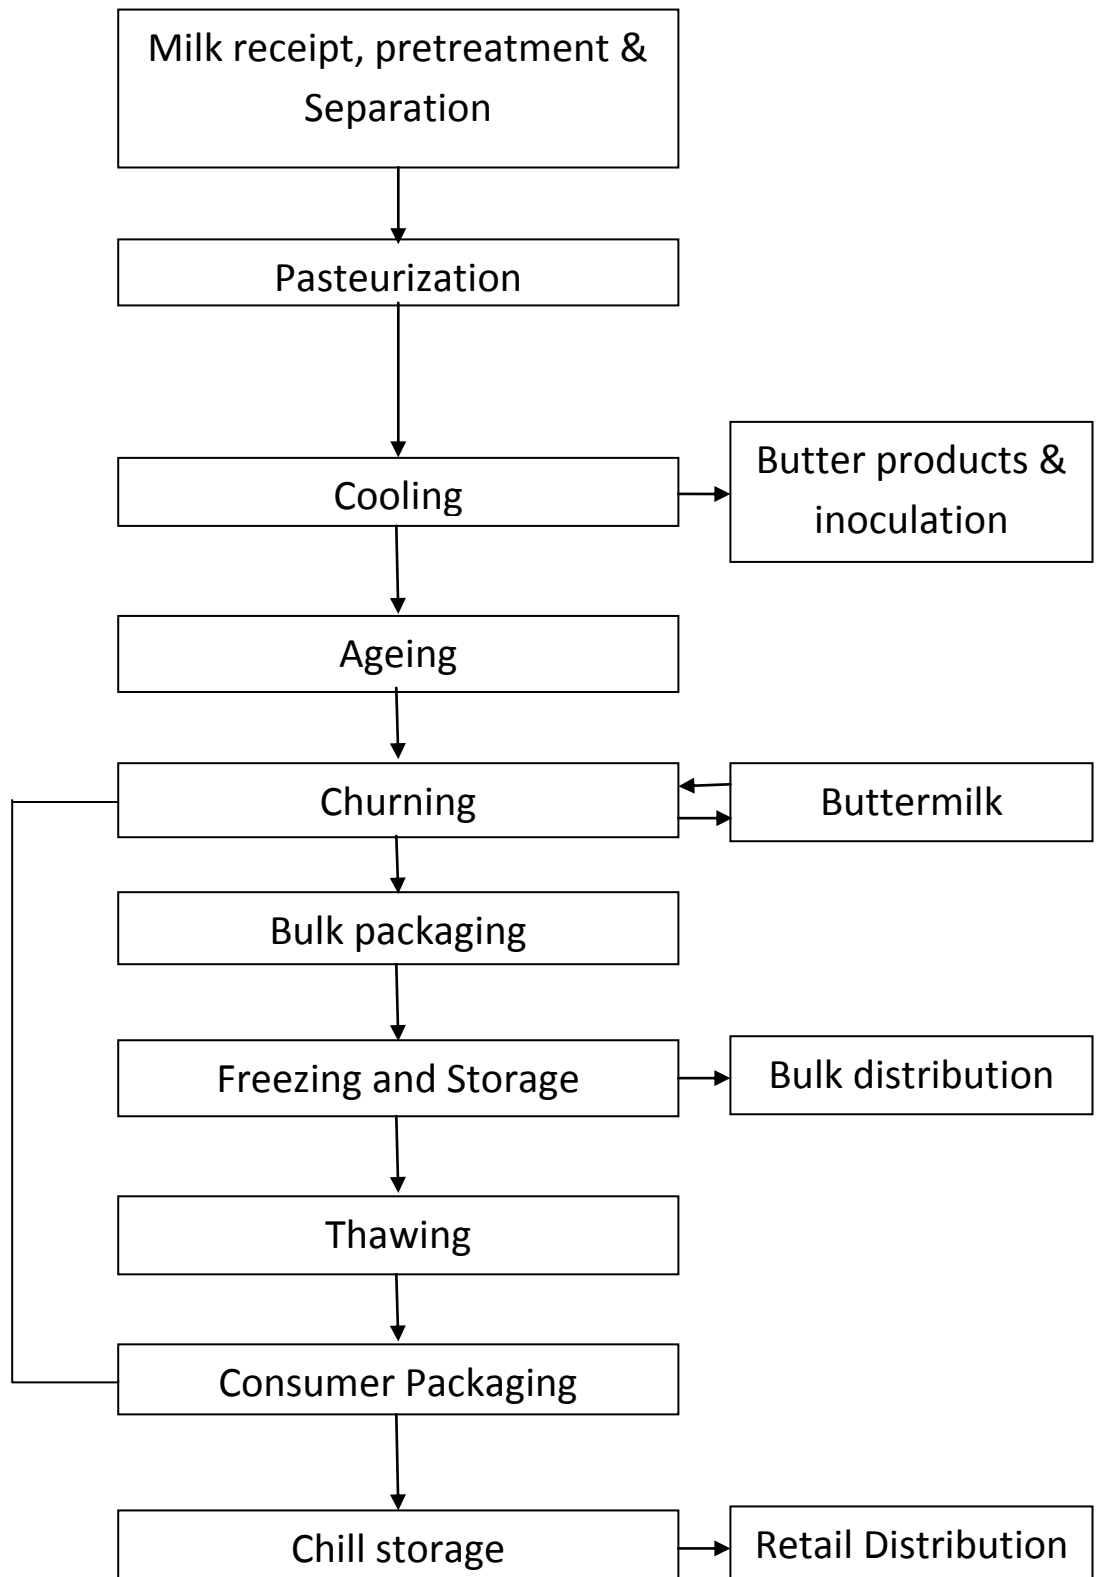 Milk receipt, pretreatment &
Separation
Pasteurization
Cooling
Butter products &
inoculation
Ageing
Churning
Buttermilk
Bulk packaging
Freezing and Storage
Bulk distribution
Thawing
Consumer Packaging
Chill storage
Retail Distribution